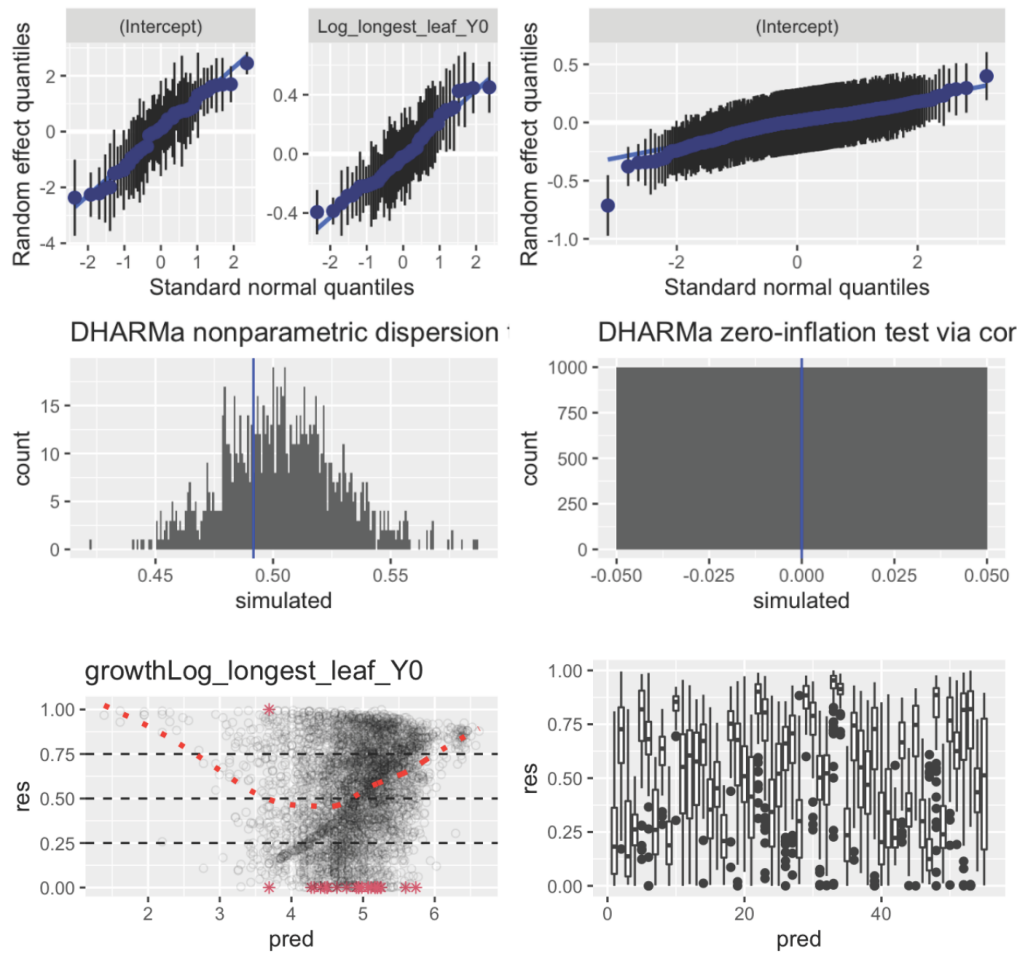 (Intercept)
Log_longest_leaf_Y0
(Intercept)
Random effect quantiles
2
0
-2
-4
0.4
0.0
-0.4
Random effect quantiles
0.5
0.0
-0.5
-1.0
-2 -1 0 1 2
-2 -1 0 1 2
-2 0 2
Standard normal quantiles
Standard normal quantiles
DHARMa nonparametric dispersion
DHARMa zero-inflation test via cor
count
15
10
5
0
0.45 0.50 0.55
simulated
count
1000
750
500
250
0
-0.050 -0.025 0.000 0.025 0.050
simulated
growthLog_longest_leaf_Y0
res
1.00
0.75
0.50
0.25
0.00
2 3 4 5 6
pred
res
1.00
0.75
0.50
0.25
0.00
0 20 40
pred